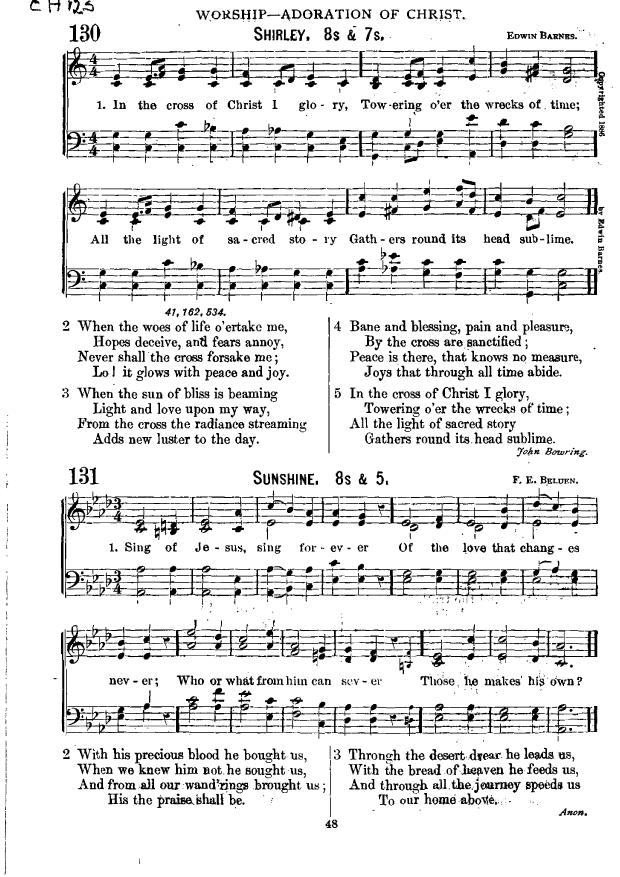 CH 123
WORSHIP—ADORATION OF CHRIST.
130
SHIRLEY. 8s & 7s.
EDWIN BARNES.
1. In the cross of Christ I glo-ry, Tow-ering o'er the wrecks of time;
Copyrighted 1886
All the light of sa-cred sto-ry Gath-ers round its head sub-lime.
by Edwin Barnes.
41, 162, 534.
2 When the woes of life o'ertake me,
Hopes deceive, and fears annoy,
Never shall the cross forsake me;
Lo! it glows with peace and joy.
3 When the sun of bliss is beaming
Light and love upon my way,
From the cross the radiance streaming
Adds new luster to the day.
4 Bane and blessing, pain and pleasure,
By the cross are sanctified;
Peace is there, that knows no measure,
Joys that through all time abide.
5 In the cross of Christ I glory,
Towering o'er the wrecks of time;
All the light of sacred story
Gathers round its head sublime.
John Bowring.
131
SUNSHINE. 8s & 5.
F. E. BELDEN.
1. Sing of Je-sus, sing for-ev-er Of the love that chang-es
nev-er; Who or what from him can sev-er Those he makes his own?
2 With his precious blood he bought us,
When we knew him not he sought us,
And from all our wand'rings brought us;
His the praise shall be.
3 Through the desert drear he leads us,
With the bread of heaven he feeds us,
And through all the journey speeds us
To our home above.
Anon.
48